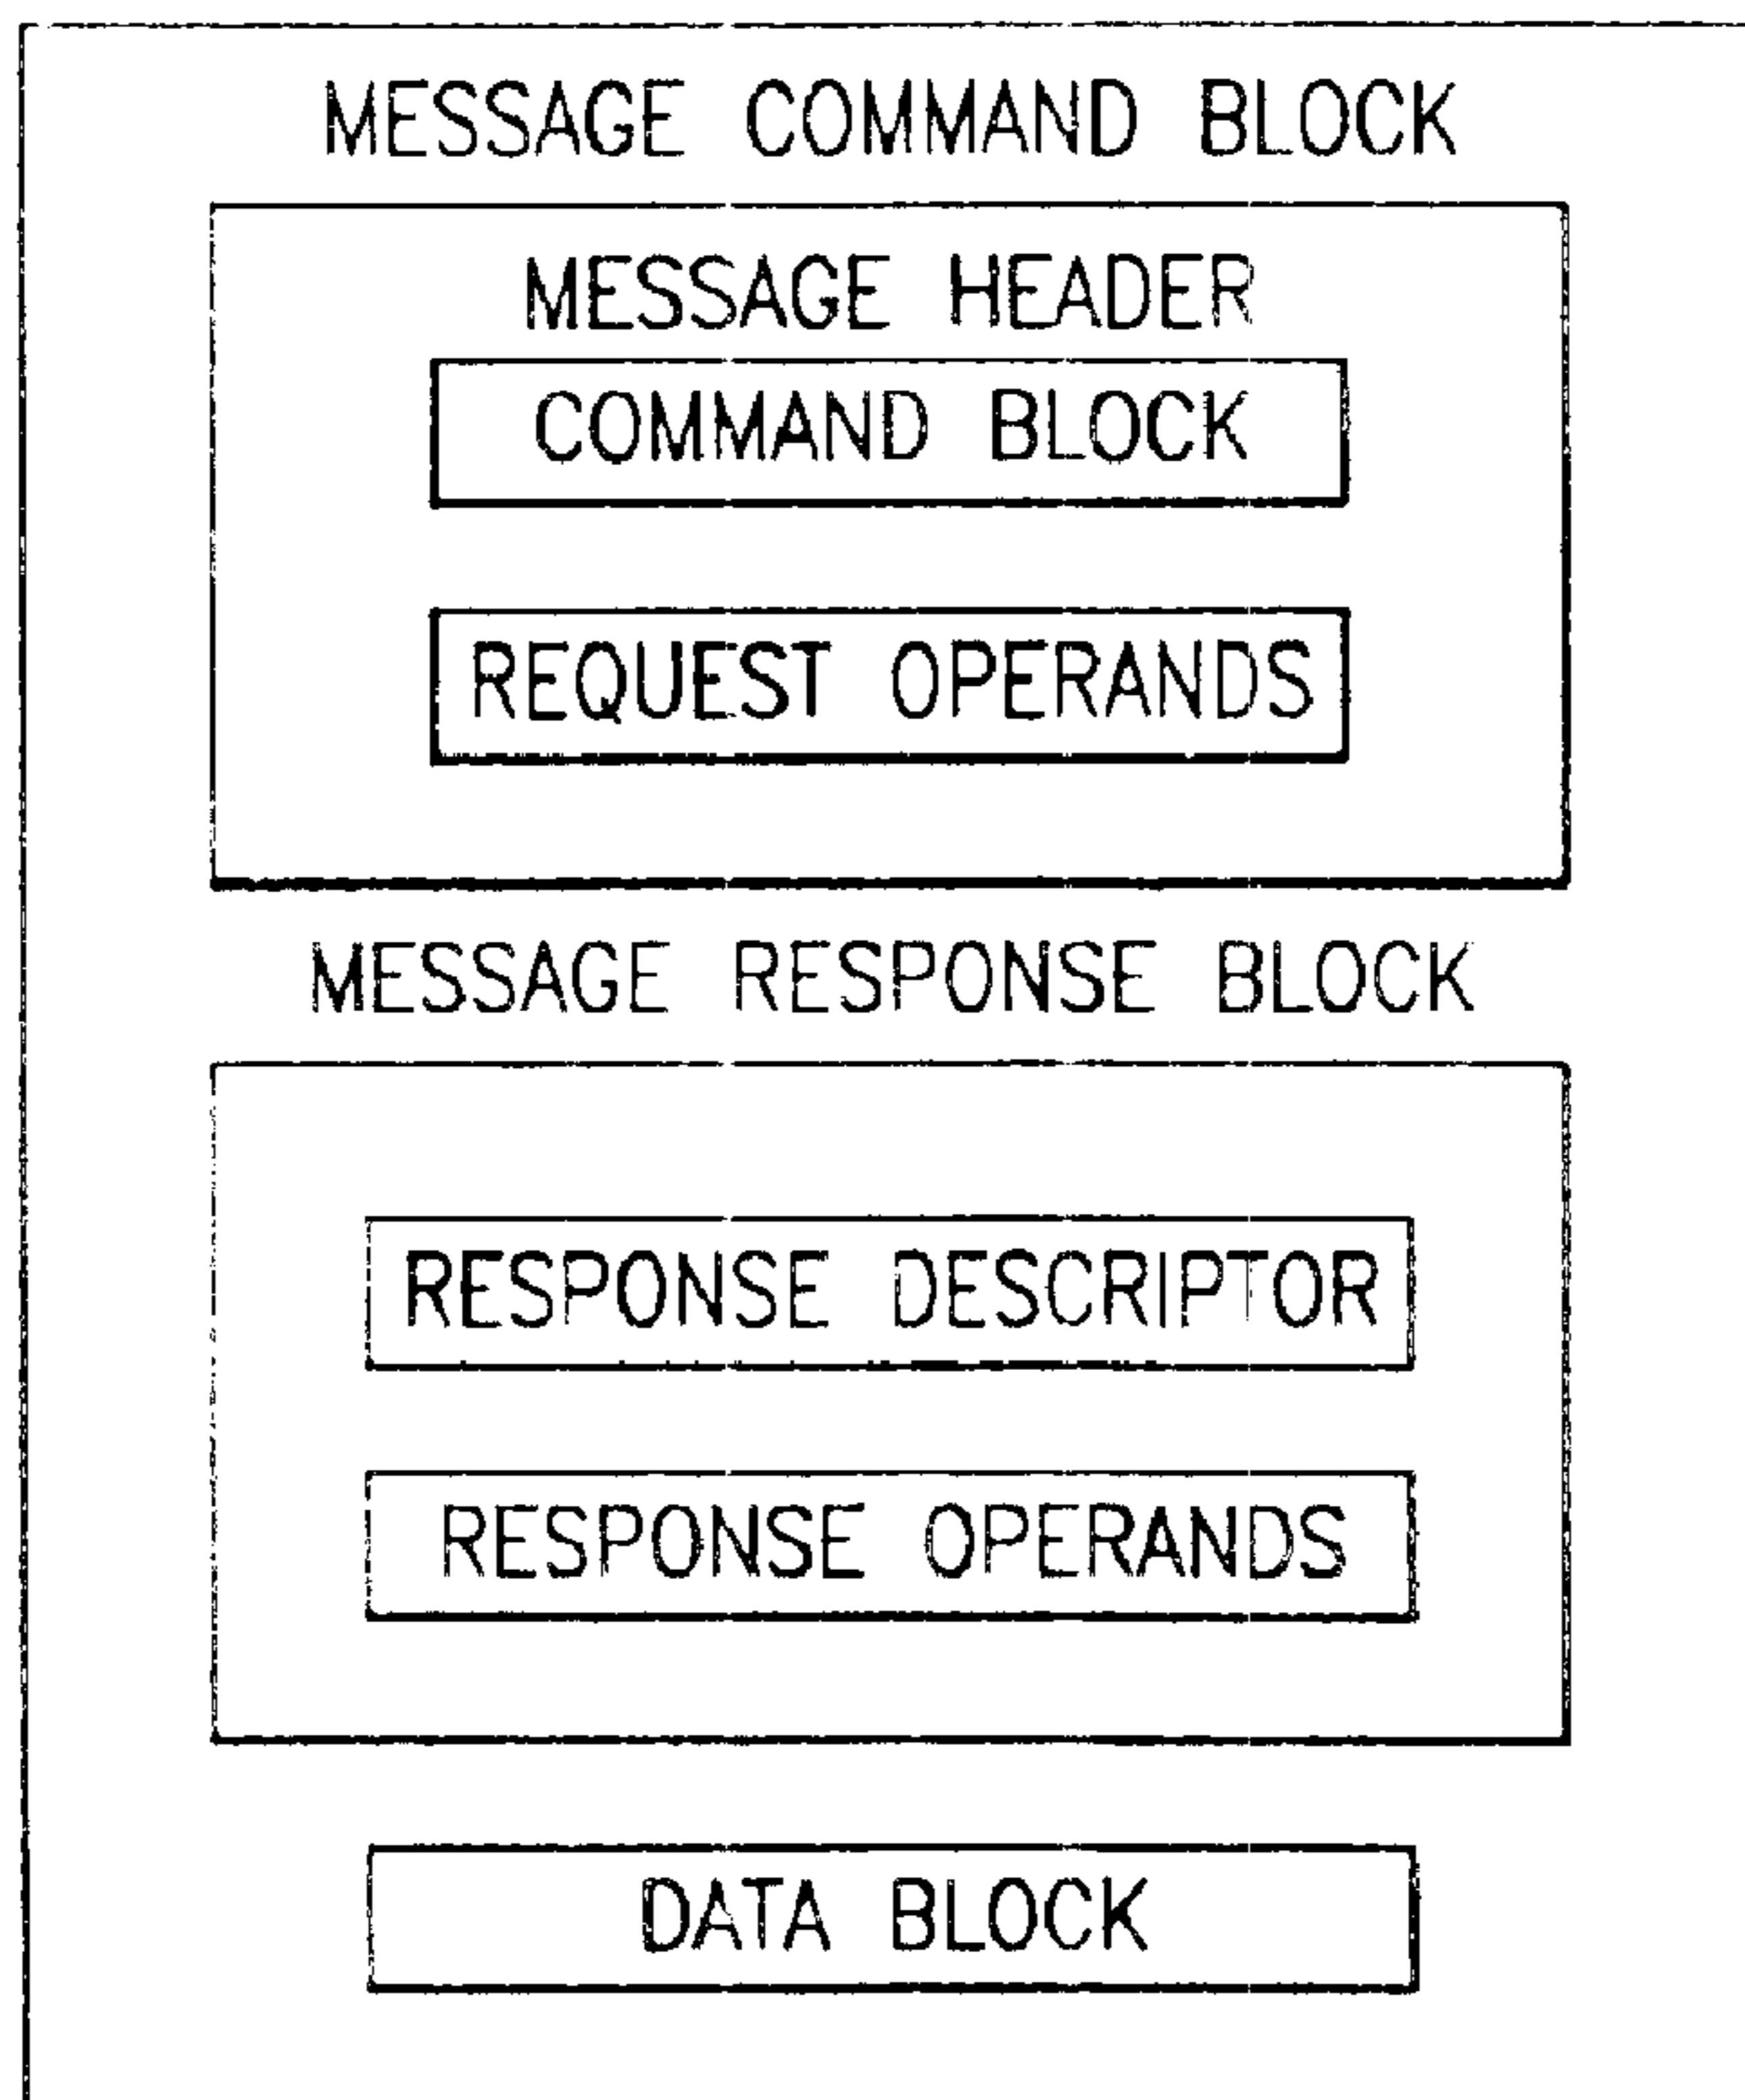 MESSAGE COMMAND BLOCK
MESSAGE HEADER
COMMAND BLOCK
REQUEST OPERANDS
MESSAGE RESPONSE BLOCK
RESPONSE DESCRIPTOR
RESPONSE OPERANDS
DATA BLOCK